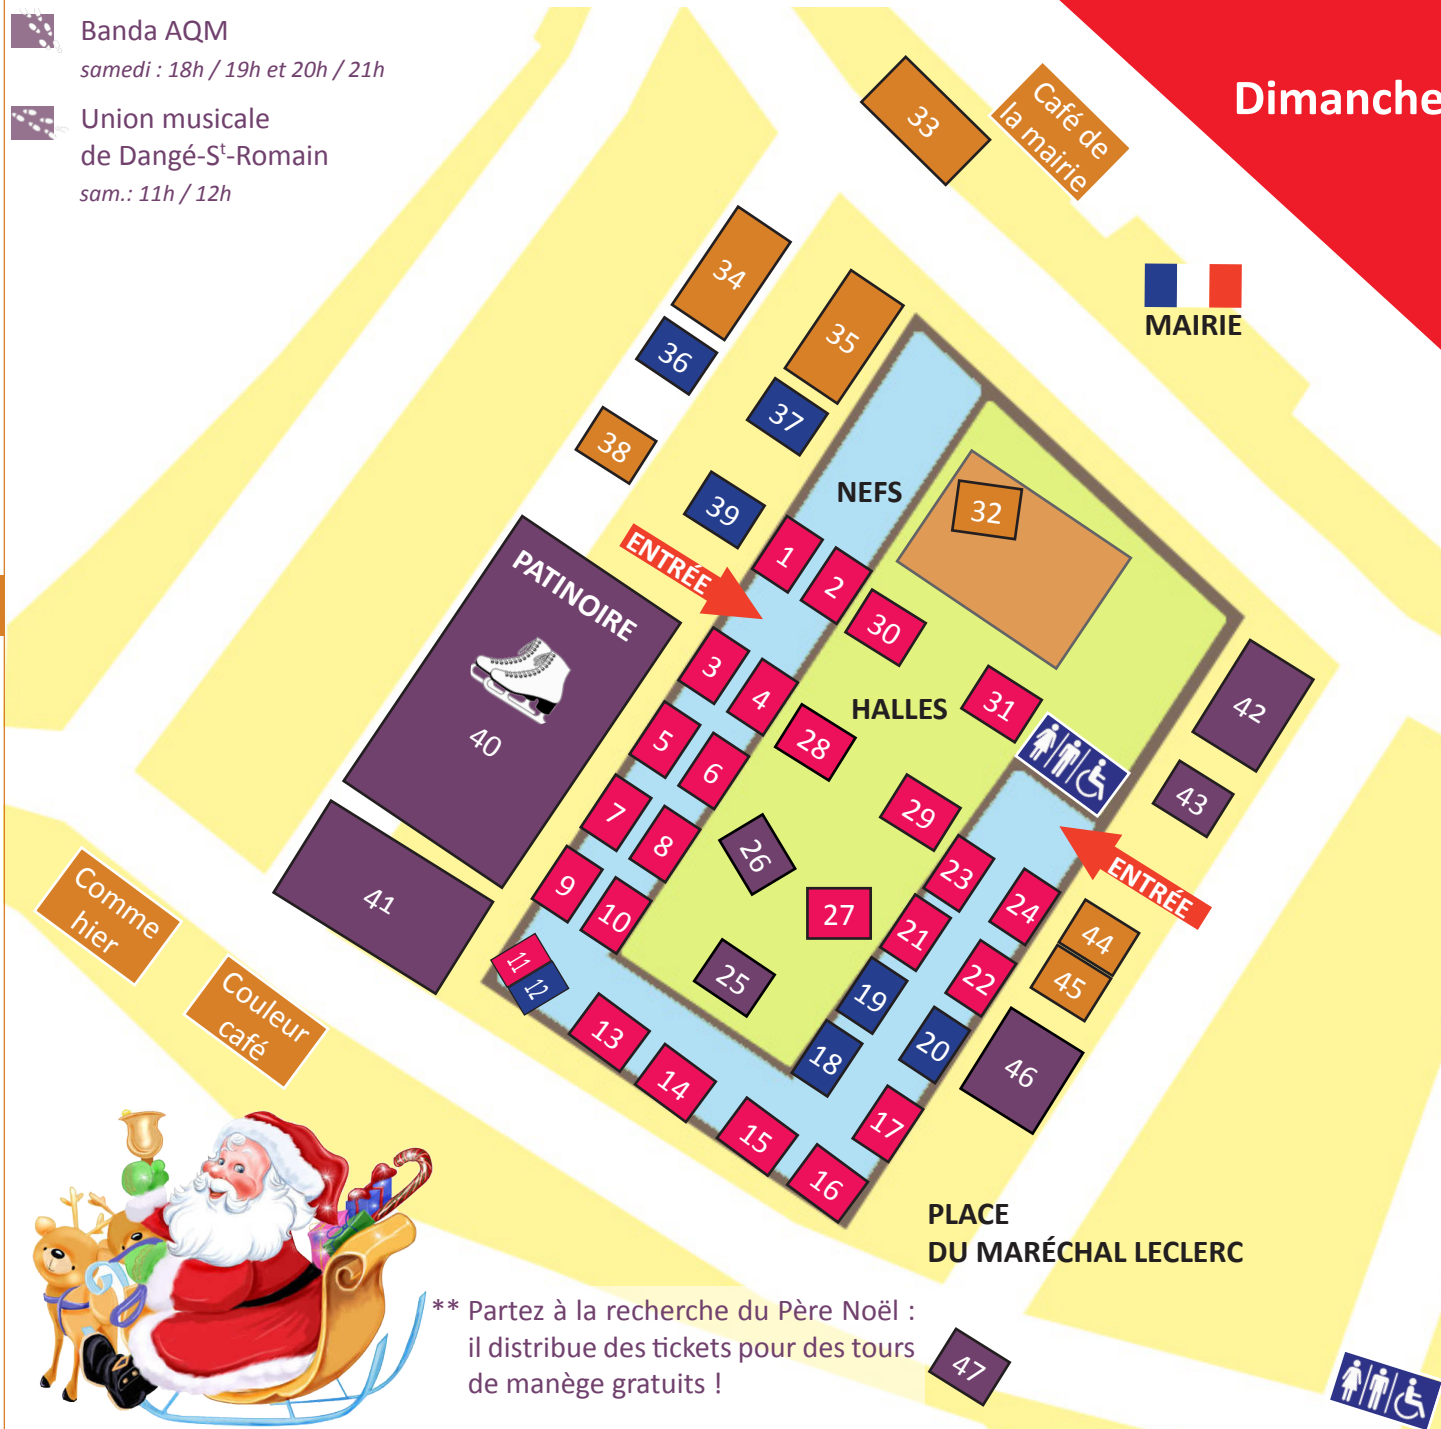 Banda AQM
samedi : 18h / 19h et 20h / 21h
Union musicale
de Dangé-Sᵗ-Romain
sam.: 11h / 12h
Dimanche
33
Café de
la mairie
MAIRIE
34
35
36
37
38
39
NEFS
32
ENTRÉE
1
2
30
PATINOIRE
40
3
4
HALLES
31
28
5
6
29
42
43
7
8
26
23
ENTRÉE
24
9
10
27
21
44
45
22
41
Comme
hier
Couleur
café
11
12
25
19
20
18
46
13
14
15
16
17
PLACE
DU MARÉCHAL LECLERC
** Partez à la recherche du Père Noël :
il distribue des tickets pour des tours
de manège gratuits !
47